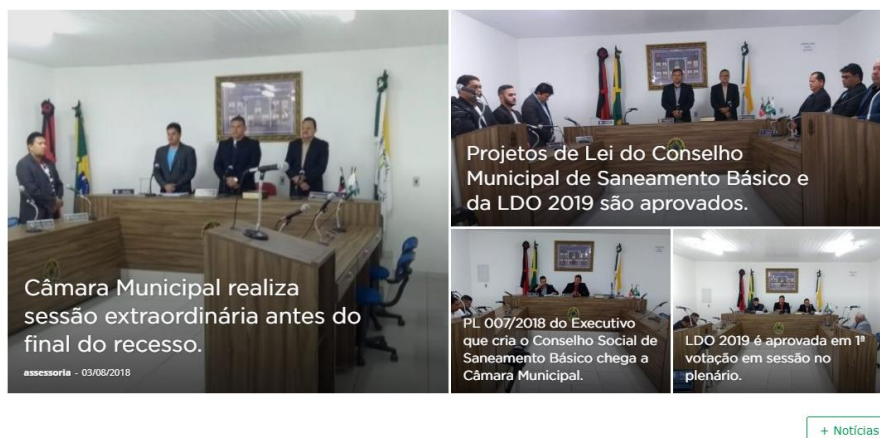 Câmara Municipal realiza
sessão extraordinária antes do
final do recesso.
assessoria - 03/08/2018
Projetos de Lei do Conselho
Municipal de Saneamento Básico e
da LDO 2019 são aprovados.
PL 007/2018 do Executivo
que cria o Conselho Social de
Saneamento Básico chega a
Câmara Municipal.
LDO 2019 é aprovada em 1ª
votação em sessão no
plenário.
+ Notícias